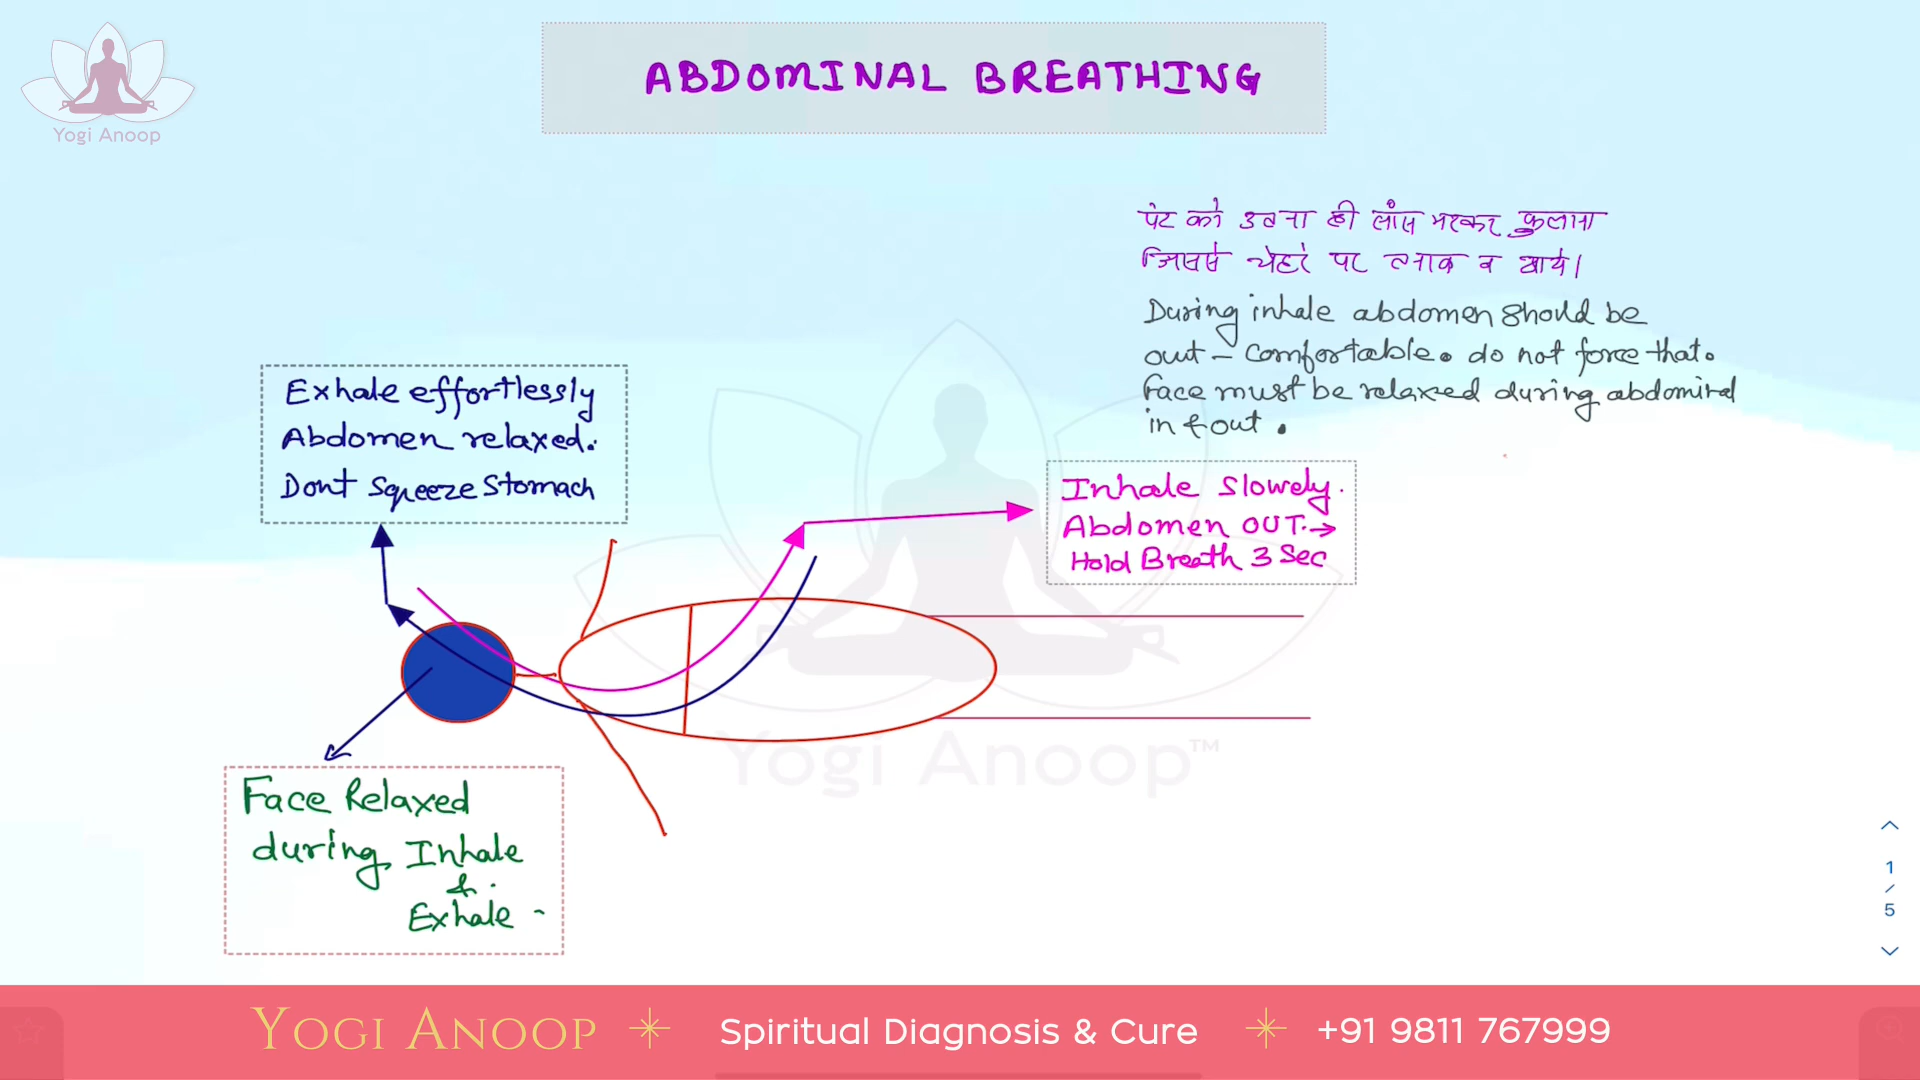 Yogi Anoop
ABDOMINAL BREATHING
पेट को उतना ही साँस भरकर फुलाना
जिससे चेहरे पर तनाव न आये।
During inhale abdomen should be
out - comfortable. do not force that.
Face must be relaxed during abdominal
in & out.
Exhale effortlessly
Abdomen relaxed.
Dont Squeeze Stomach
Inhale Slowely.
Abdomen OUT. →
Hold Breath 3 Sec
Yogi Anoop™
Face Relaxed
during Inhale
&
Exhale -
1
/
5
YOGI ANOOP Spiritual Diagnosis & Cure +91 9811 767999